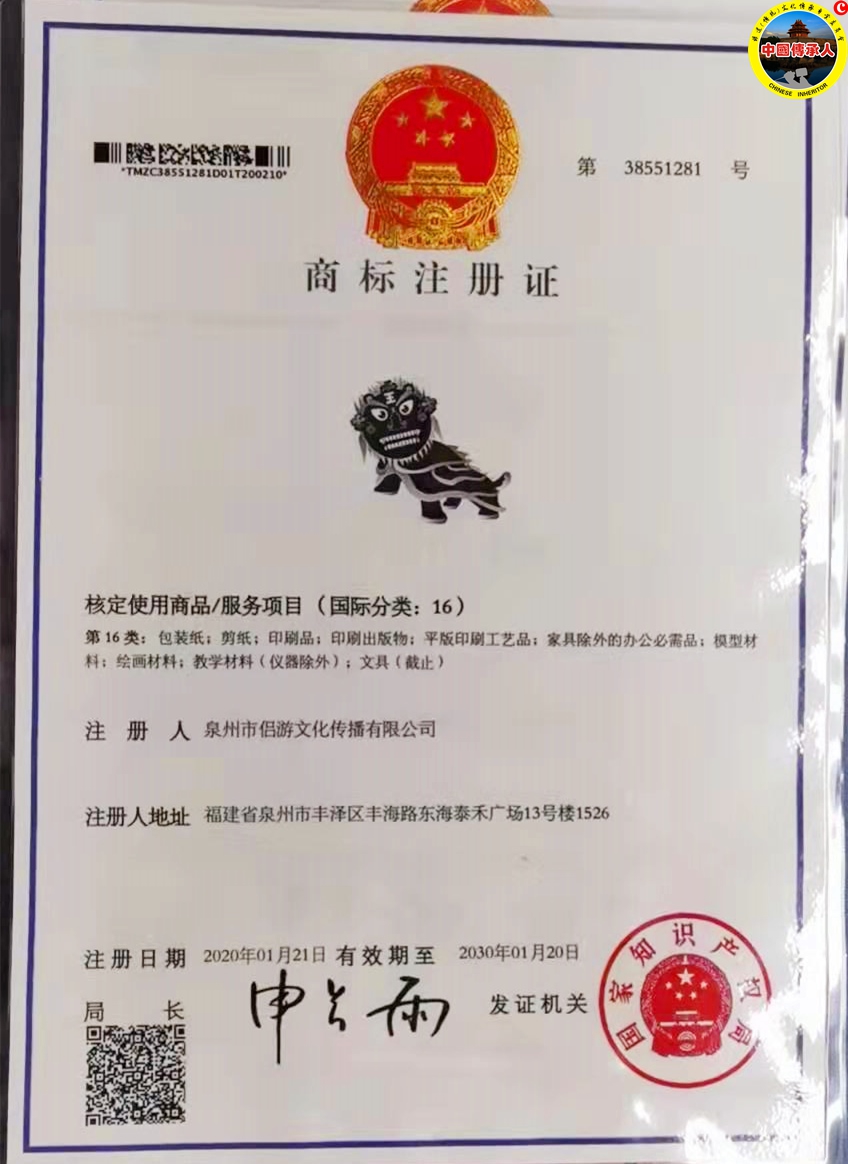 中國傳承人
CHINESE INHERITOR
*TMZC38551281D01T200210*
第 38551281 号
商标注册证
王
核定使用商品/服务项目（国际分类：16）
第16类：包装纸；剪纸；印刷品；印刷出版物；平版印刷工艺品；家具除外的办公必需品；模型材
料；绘画材料；教学材料（仪器除外）；文具（截止）
注册人 泉州市侣游文化传播有限公司
注册人地址 福建省泉州市丰泽区丰海路东海泰禾广场13号楼1526
注册日期 2020年01月21日 有效期至 2030年01月20日
局长 申长雨 发证机关
国家知识产权局